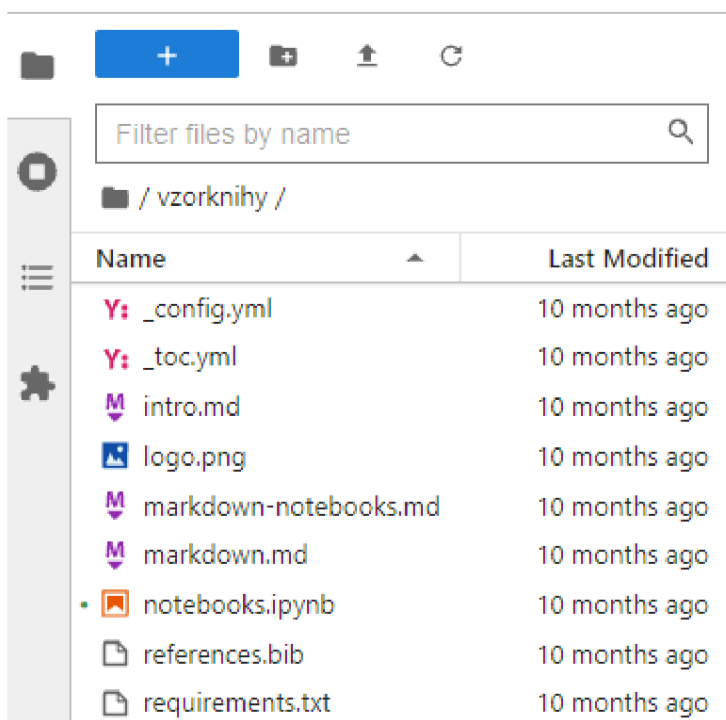 +
Filter files by name
/ vzorknihy /
Name Last Modified
Y: _config.yml 10 months ago
Y: _toc.yml 10 months ago
M intro.md 10 months ago
logo.png 10 months ago
M markdown-notebooks.md 10 months ago
M markdown.md 10 months ago
notebooks.ipynb 10 months ago
references.bib 10 months ago
requirements.txt 10 months ago